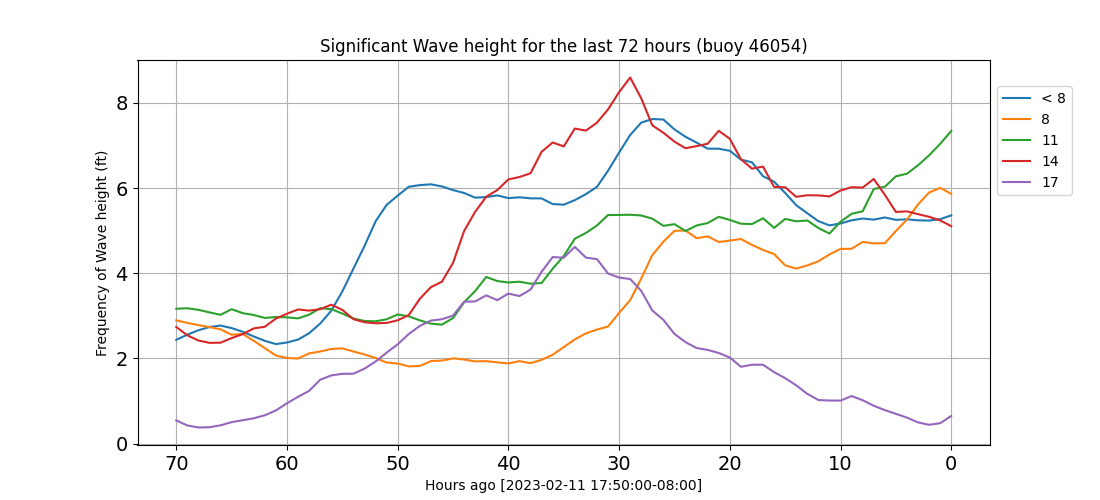 Significant Wave height for the last 72 hours (buoy 46054)
Frequency of Wave height (ft)
8
6
4
2
0
70 60 50 40 30 20 10 0
Hours ago [2023-02-11 17:50:00-08:00]
< 8
8
11
14
17